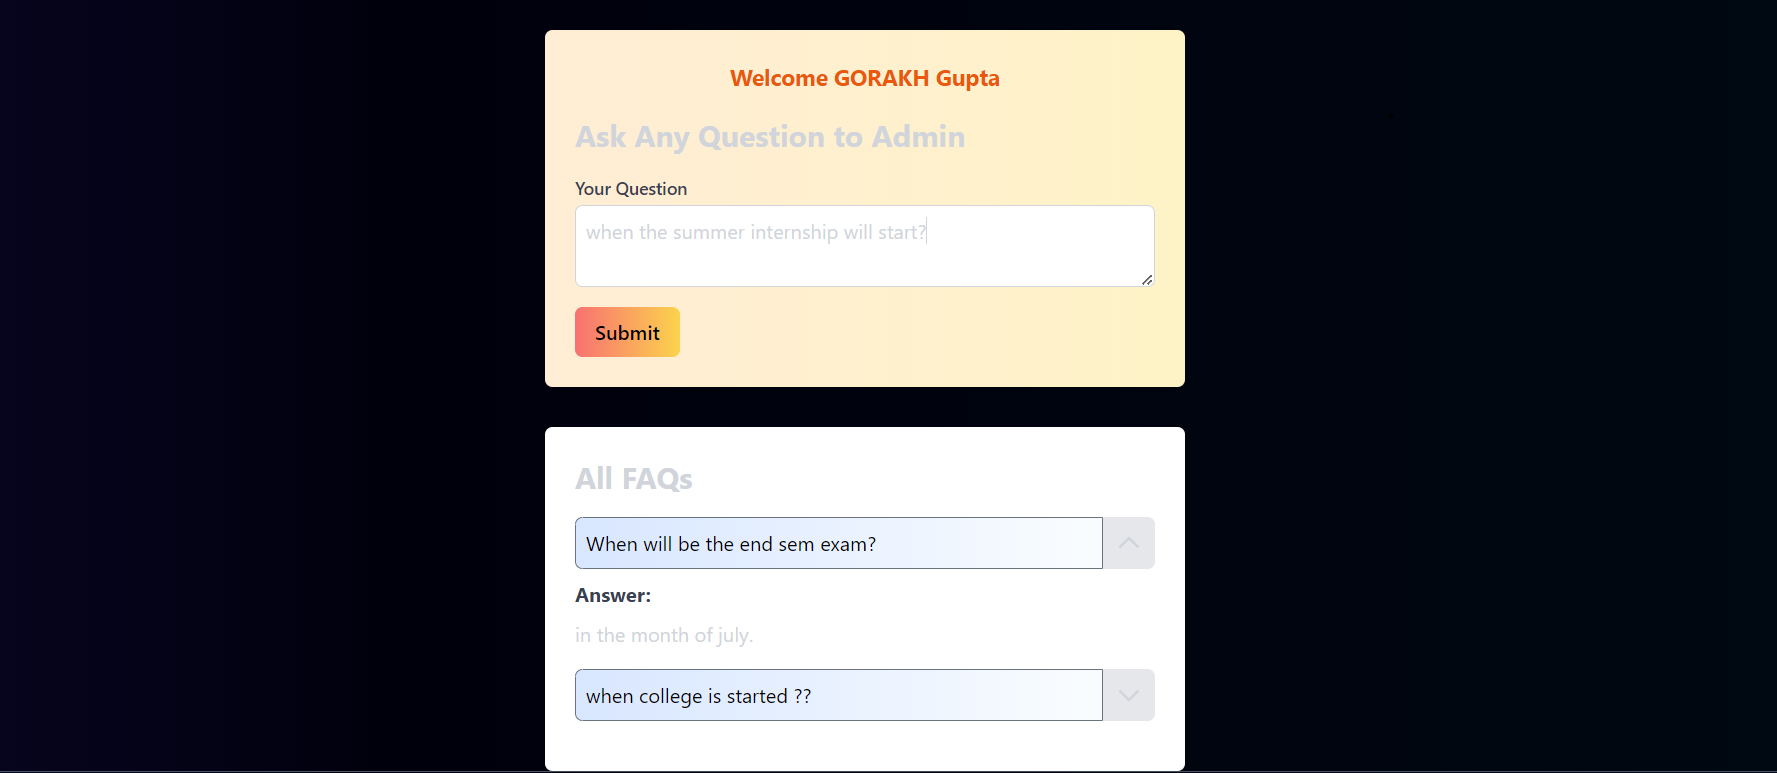 Welcome GORAKH Gupta
Ask Any Question to Admin
Your Question
when the summer internship will start?
Submit
All FAQs
When will be the end sem exam?
Answer:
in the month of july.
when college is started ??